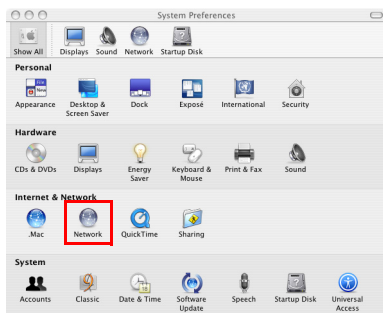 System Preferences
Show All Displays Sound Network Startup Disk
Personal
Appearance Desktop & Screen Saver Dock Exposé International Security
Hardware
CDs & DVDs Displays Energy Saver Keyboard & Mouse Print & Fax Sound
Internet & Network
.Mac Network QuickTime Sharing
System
Accounts Classic Date & Time Software Update Speech Startup Disk Universal Access